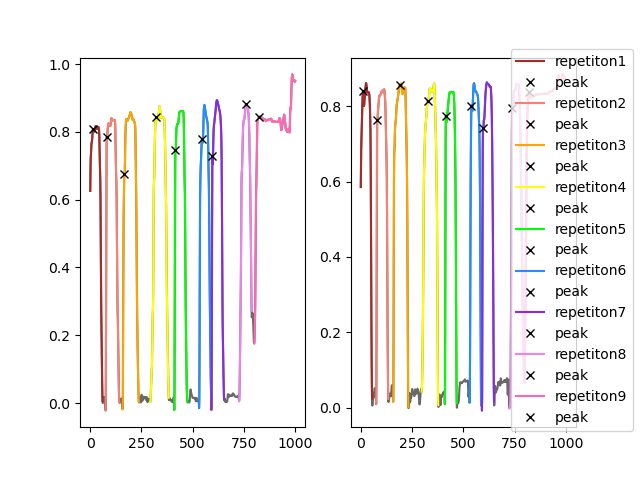 1.0
0.8
0.6
0.4
0.2
0.0
0
250
500
750
1000
0.8
0.6
0.4
0.2
0.0
0
250
500
750
1000
repetiton1
peak
repetiton2
peak
repetiton3
peak
repetiton4
peak
repetiton5
peak
repetiton6
peak
repetiton7
peak
repetiton8
peak
repetiton9
peak